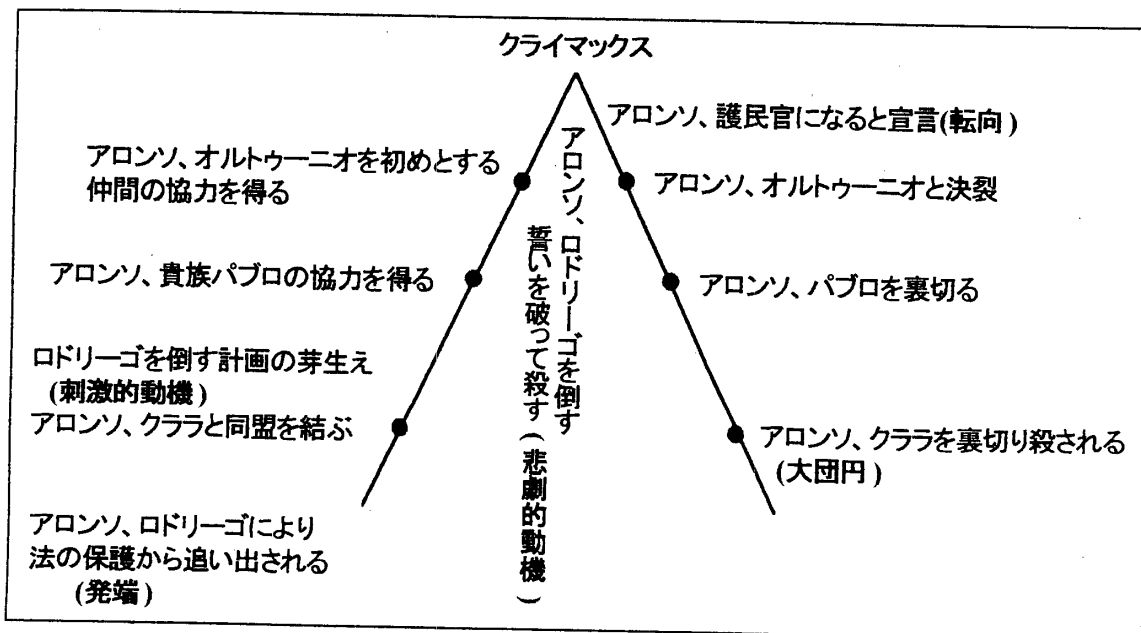 クライマックス
アロンソ、護民官になると宣言(転向)
アロンソ、オルトゥーニオを初めとする
仲間の協力を得る
アロンソ、オルトゥーニオと決裂
アロンソ、貴族パブロの協力を得る
アロンソ、パブロを裏切る
ロドリーゴを倒す計画の芽生え
(刺激的動機)
アロンソ、クララと同盟を結ぶ
アロンソ、クララを裏切り殺される
(大団円)
アロンソ、ロドリーゴにより
法の保護から追い出される
(発端)
アロンソ、ロドリーゴを倒す
誓いを破って殺す(悲劇的動機)